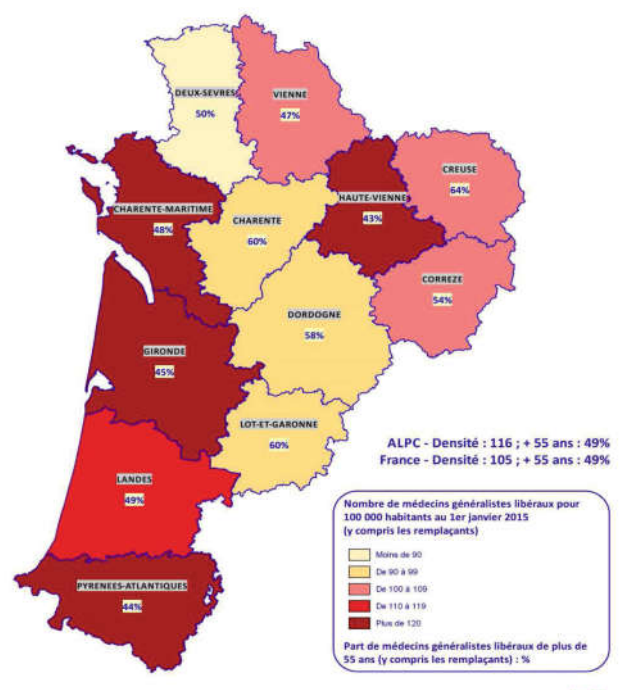 DEUX-SEVRES
50%
VIENNE
47%
CREUSE
64%
HAUTE-VIENNE
43%
CHARENTE-MARITIME
48%
CHARENTE
60%
CORREZE
54%
DORDOGNE
58%
GIRONDE
45%
LOT-ET-GARONNE
60%
ALPC - Densité : 116 ; + 55 ans : 49%
France - Densité : 105 ; + 55 ans : 49%
LANDES
49%
PYRENEES-ATLANTIQUES
44%
Nombre de médecins généralistes libéraux pour
100 000 habitants au 1er janvier 2015
(y compris les remplaçants)
Moins de 90
De 90 à 99
De 100 à 109
De 110 à 119
Plus de 120
Part de médecins généralistes libéraux de plus de
55 ans (y compris les remplaçants) : %